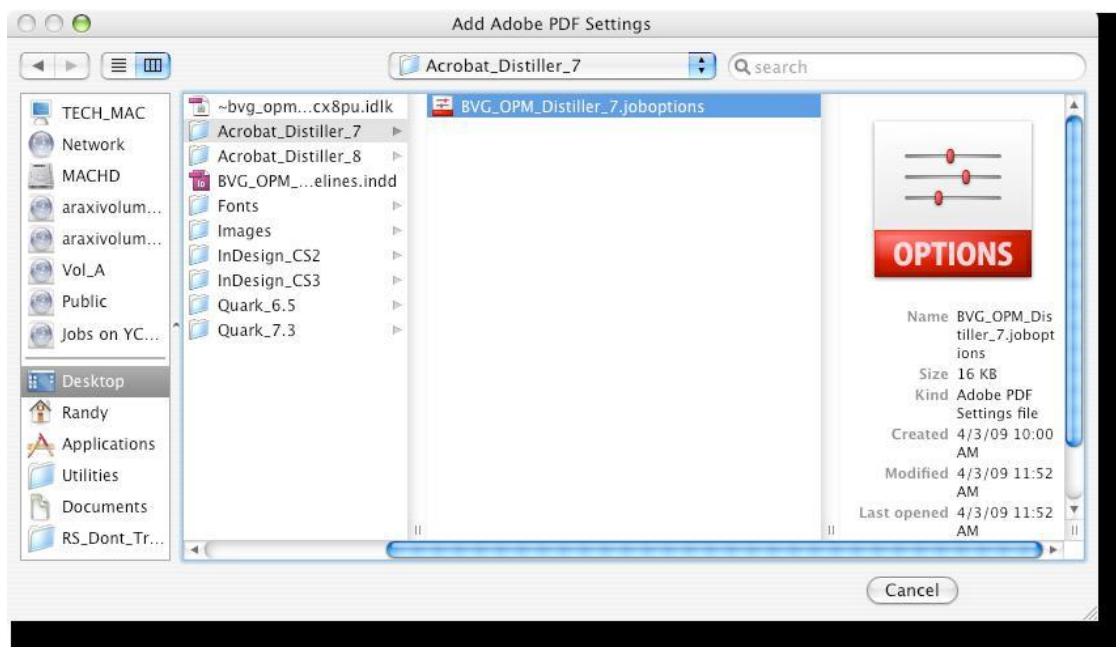 Add Adobe PDF Settings
Acrobat_Distiller_7
search
TECH_MAC
Network
MACHD
araxivolum...
araxivolum...
Vol_A
Public
Jobs on YC...
Desktop
Randy
Applications
Utilities
Documents
RS_Dont_Tr...
~bvg_opm...cx8pu.idlk
Acrobat_Distiller_7
Acrobat_Distiller_8
BVG_OPM_...elines.indd
Fonts
Images
InDesign_CS2
InDesign_CS3
Quark_6.5
Quark_7.3
BVG_OPM_Distiller_7.joboptions
OPTIONS
Name BVG_OPM_Dis
tiller_7.jobopt
ions
Size 16 KB
Kind Adobe PDF
Settings file
Created 4/3/09 10:00
AM
Modified 4/3/09 11:52
AM
Last opened 4/3/09 11:52
AM
Cancel